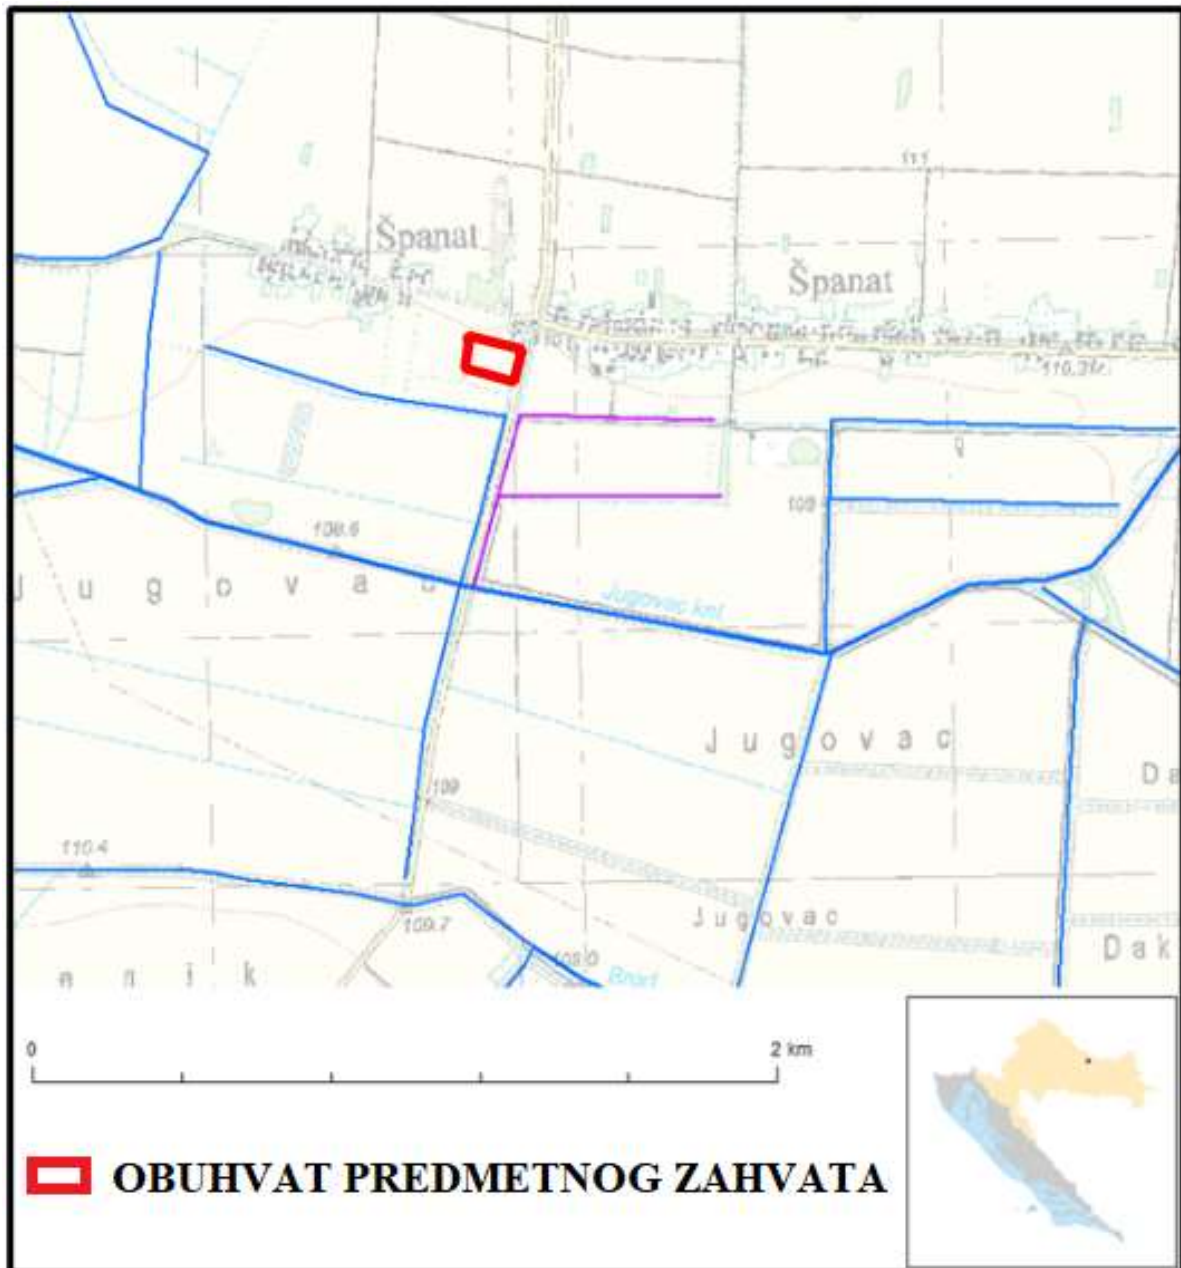 111
Španat
Španat
110.3
109
108.6
J u g o v a c
Jugovac knl.
J u g o v a c
Da
109
110.4
109.7
Jugovac
Dak
e n i k
0
2 km
OBUHVAT PREDMETNOG ZAHVATA